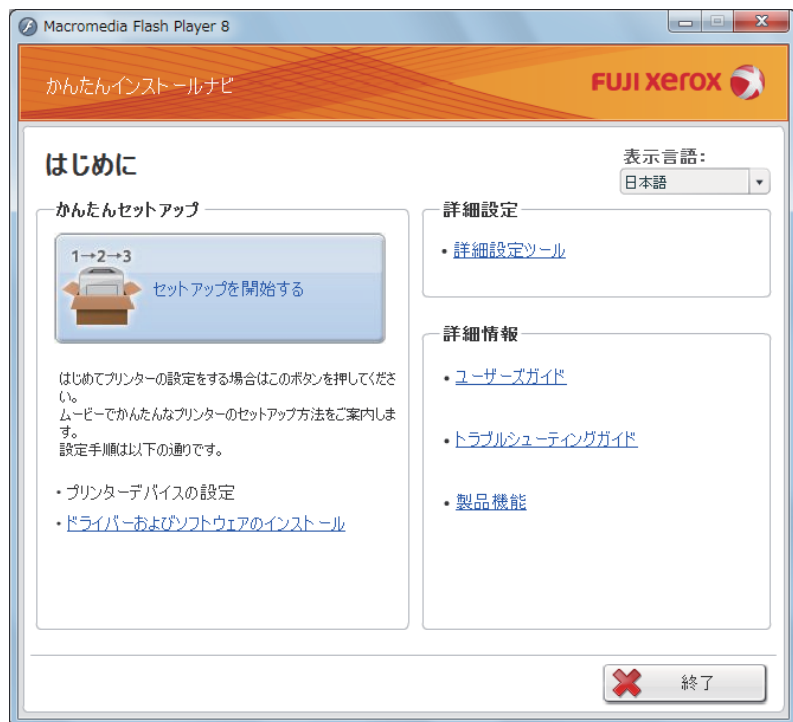 Macromedia Flash Player 8
かんたんインストールナビ
FUJI xerox
はじめに
表示言語:
日本語
かんたんセットアップ
1→2→3
セットアップを開始する
はじめてプリンターの設定をする場合はこのボタンを押してくださ
い。
ムービーでかんたんなプリンターのセットアップ方法をご案内しま
す。
設定手順は以下の通りです。
・プリンターデバイスの設定
・ドライバーおよびソフトウェアのインストール
詳細設定
・詳細設定ツール
詳細情報
・ユーザーズガイド
・トラブルシューティングガイド
・製品機能
終了